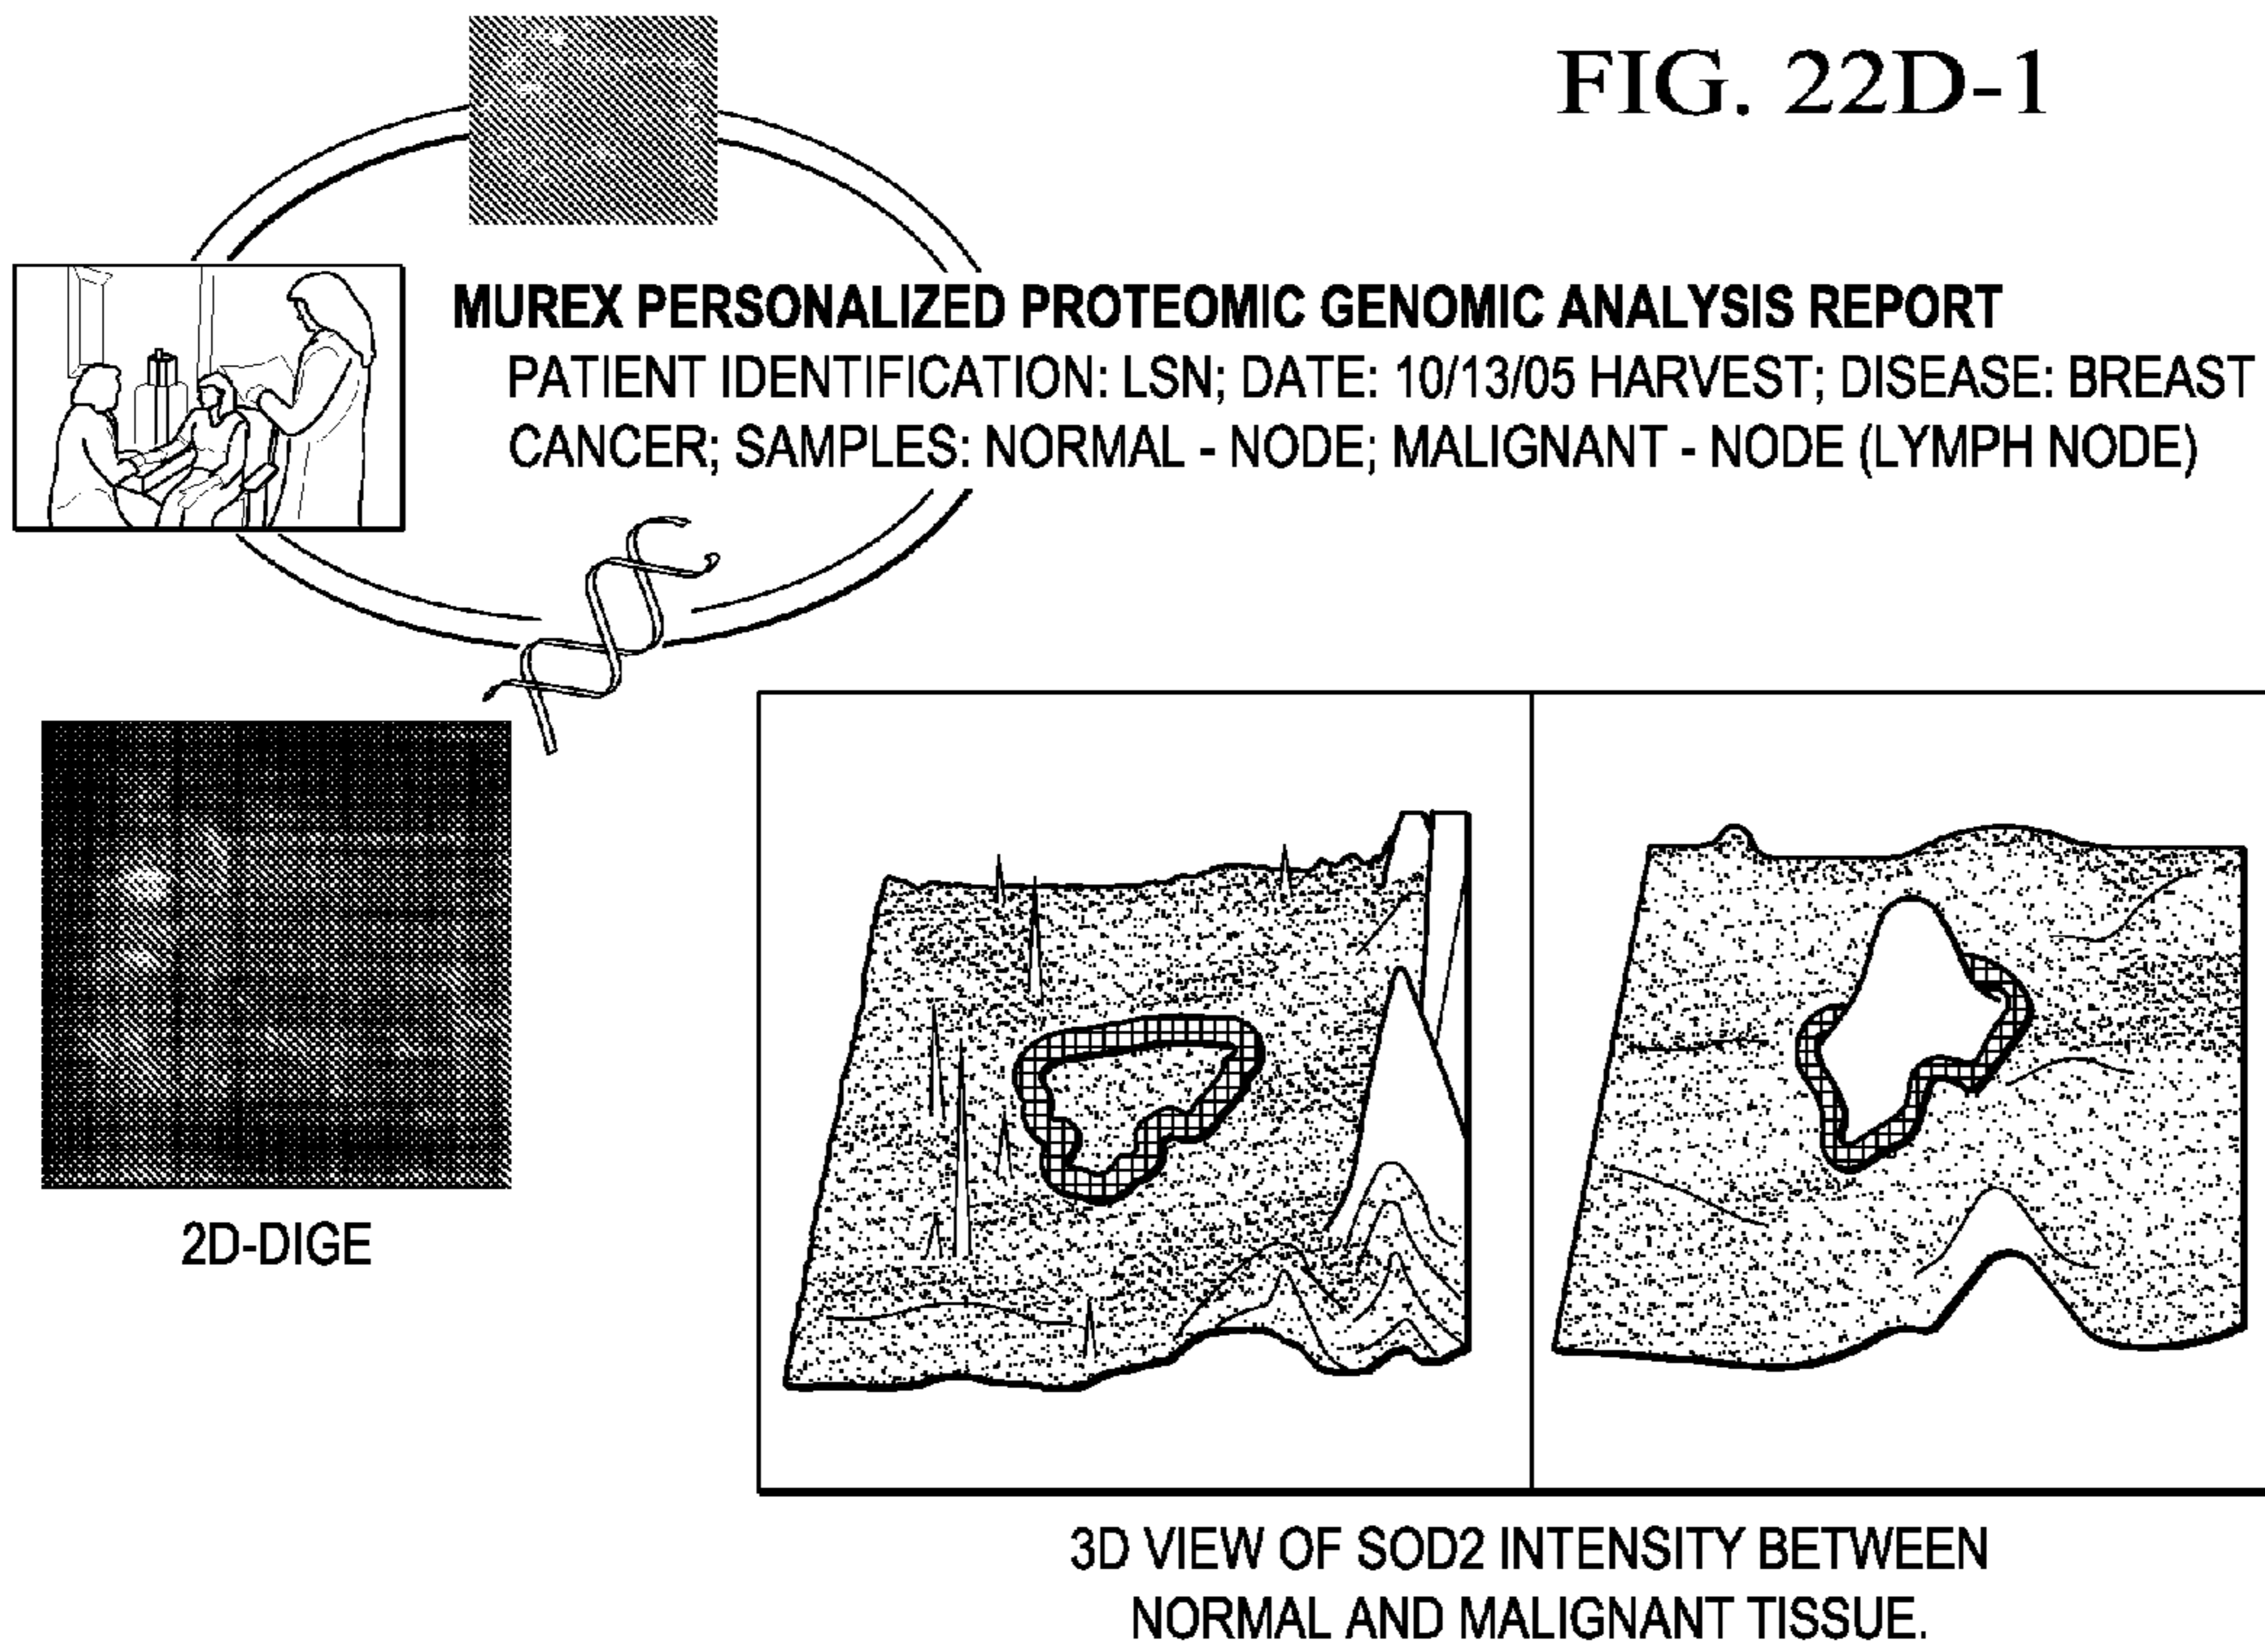 FIG. 22D-1
MUREX PERSONALIZED PROTEOMIC GENOMIC ANALYSIS REPORT
PATIENT IDENTIFICATION: LSN; DATE: 10/13/05 HARVEST; DISEASE: BREAST
CANCER; SAMPLES: NORMAL - NODE; MALIGNANT - NODE (LYMPH NODE)
2D-DIGE
3D VIEW OF SOD2 INTENSITY BETWEEN
NORMAL AND MALIGNANT TISSUE.